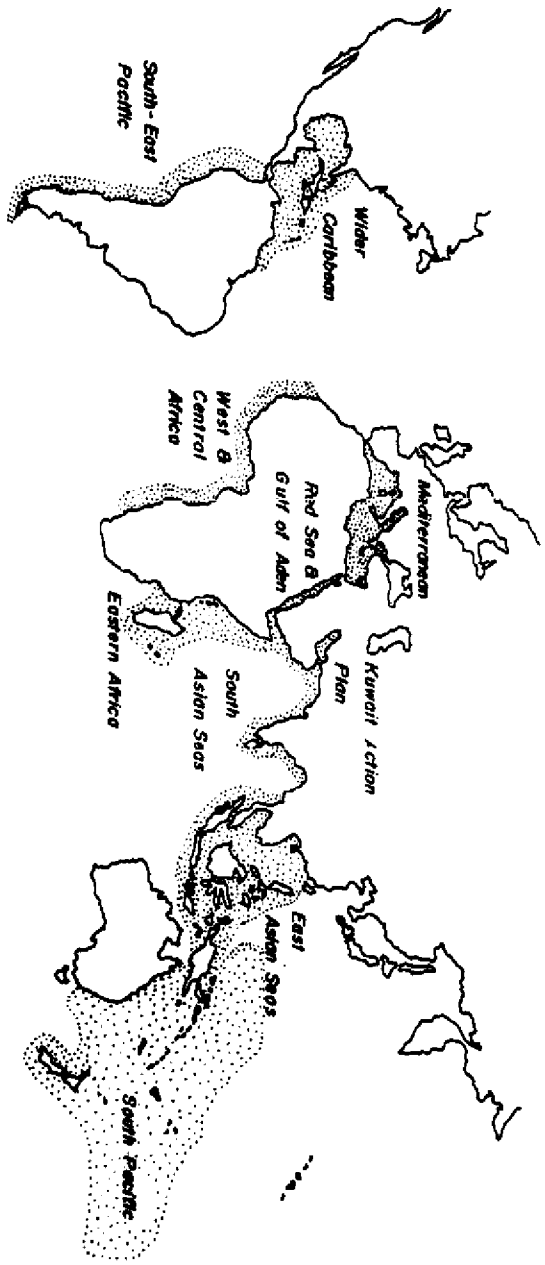 South-East
Pacific
Wider
Caribbean
West &
Central
Africa
Mediterranean
Red Sea &
Gulf of Aden
Kuwait Action
Plan
Eastern Africa
South
Asian Seas
East
Asian Seas
South Pacific